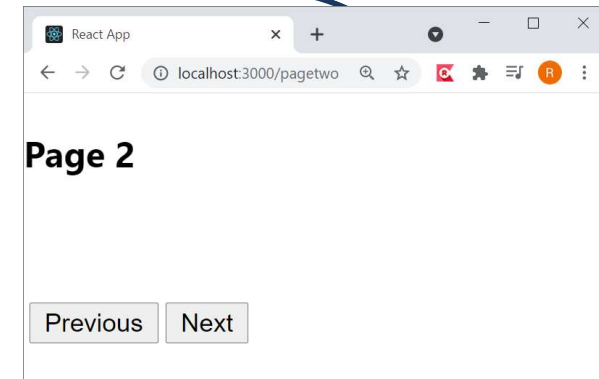 React App
localhost:3000/pagetwo
R
Page 2
Previous Next